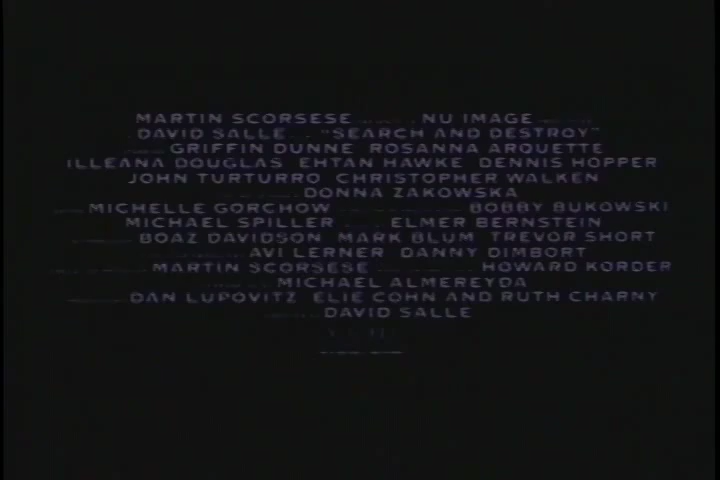 MARTIN SCORSESE NU IMAGE
DAVID SALLE "SEARCH AND DESTROY"
GRIFFIN DUNNE ROSANNA ARQUETTE
ILLEANA DOUGLAS EHTAN HAWKE DENNIS HOPPER
JOHN TURTURRO CHRISTOPHER WALKEN
DONNA ZAKOWSKA
MICHELLE GORCHOW BOBBY BUKOWSKI
MICHAEL SPILLER ELMER BERNSTEIN
BOAZ DAVIDSON MARK BLUM TREVOR SHORT
AVI LERNER DANNY DIMBORT
MARTIN SCORSESE HOWARD KORDER
MICHAEL ALMEREYDA
DAN LUPOVITZ ELIE COHN AND RUTH CHARNY
DAVID SALLE